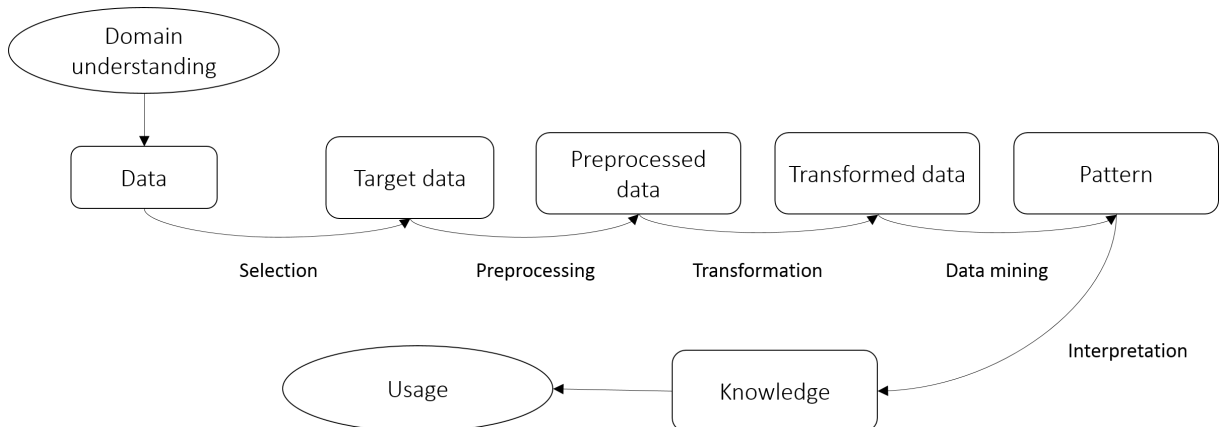 Domain
understanding
Data
Target data
Preprocessed
data
Transformed data
Pattern
Selection
Preprocessing
Transformation
Data mining
Interpretation
Usage
Knowledge